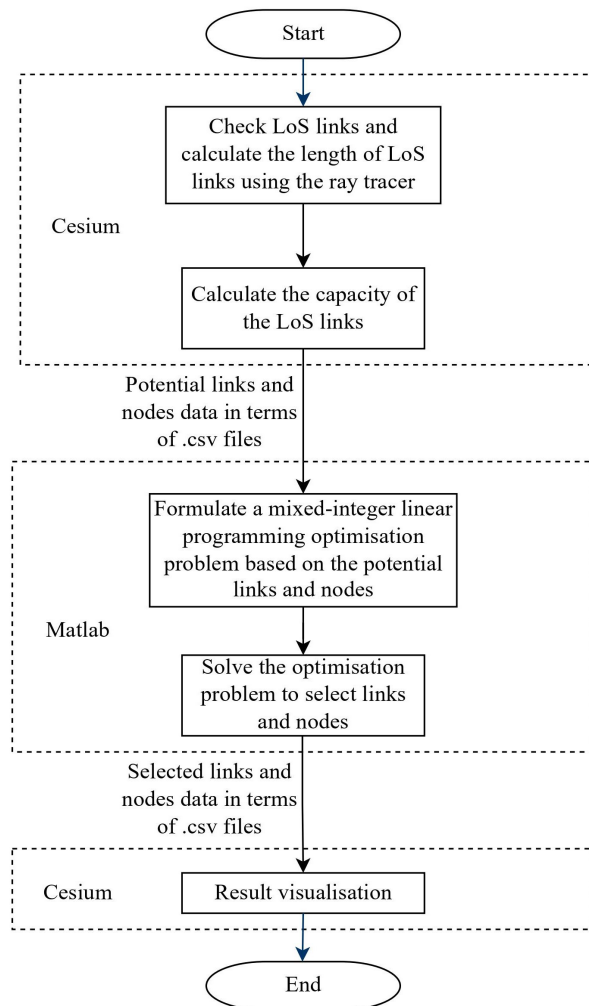 Start
Check LoS links and
calculate the length of LoS
links using the ray tracer
Cesium
Calculate the capacity of
the LoS links
Potential links and
nodes data in terms
of .csv files
Formulate a mixed-integer linear
programming optimisation
problem based on the potential
links and nodes
Matlab
Solve the optimisation
problem to select links
and nodes
Selected links and
nodes data in terms
of .csv files
Cesium
Result visualisation
End